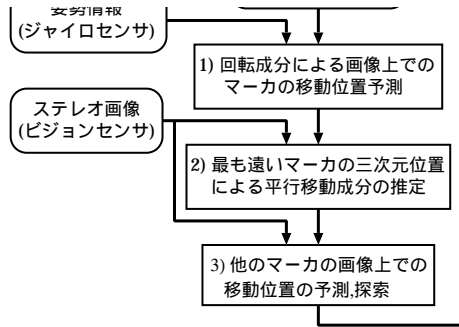 姿勢情報
(ジャイロセンサ)
1) 回転成分による画像上での
マーカの移動位置予測
ステレオ画像
(ビジョンセンサ)
2) 最も遠いマーカの三次元位置
による平行移動成分の推定
3) 他のマーカの画像上での
移動位置の予測,探索